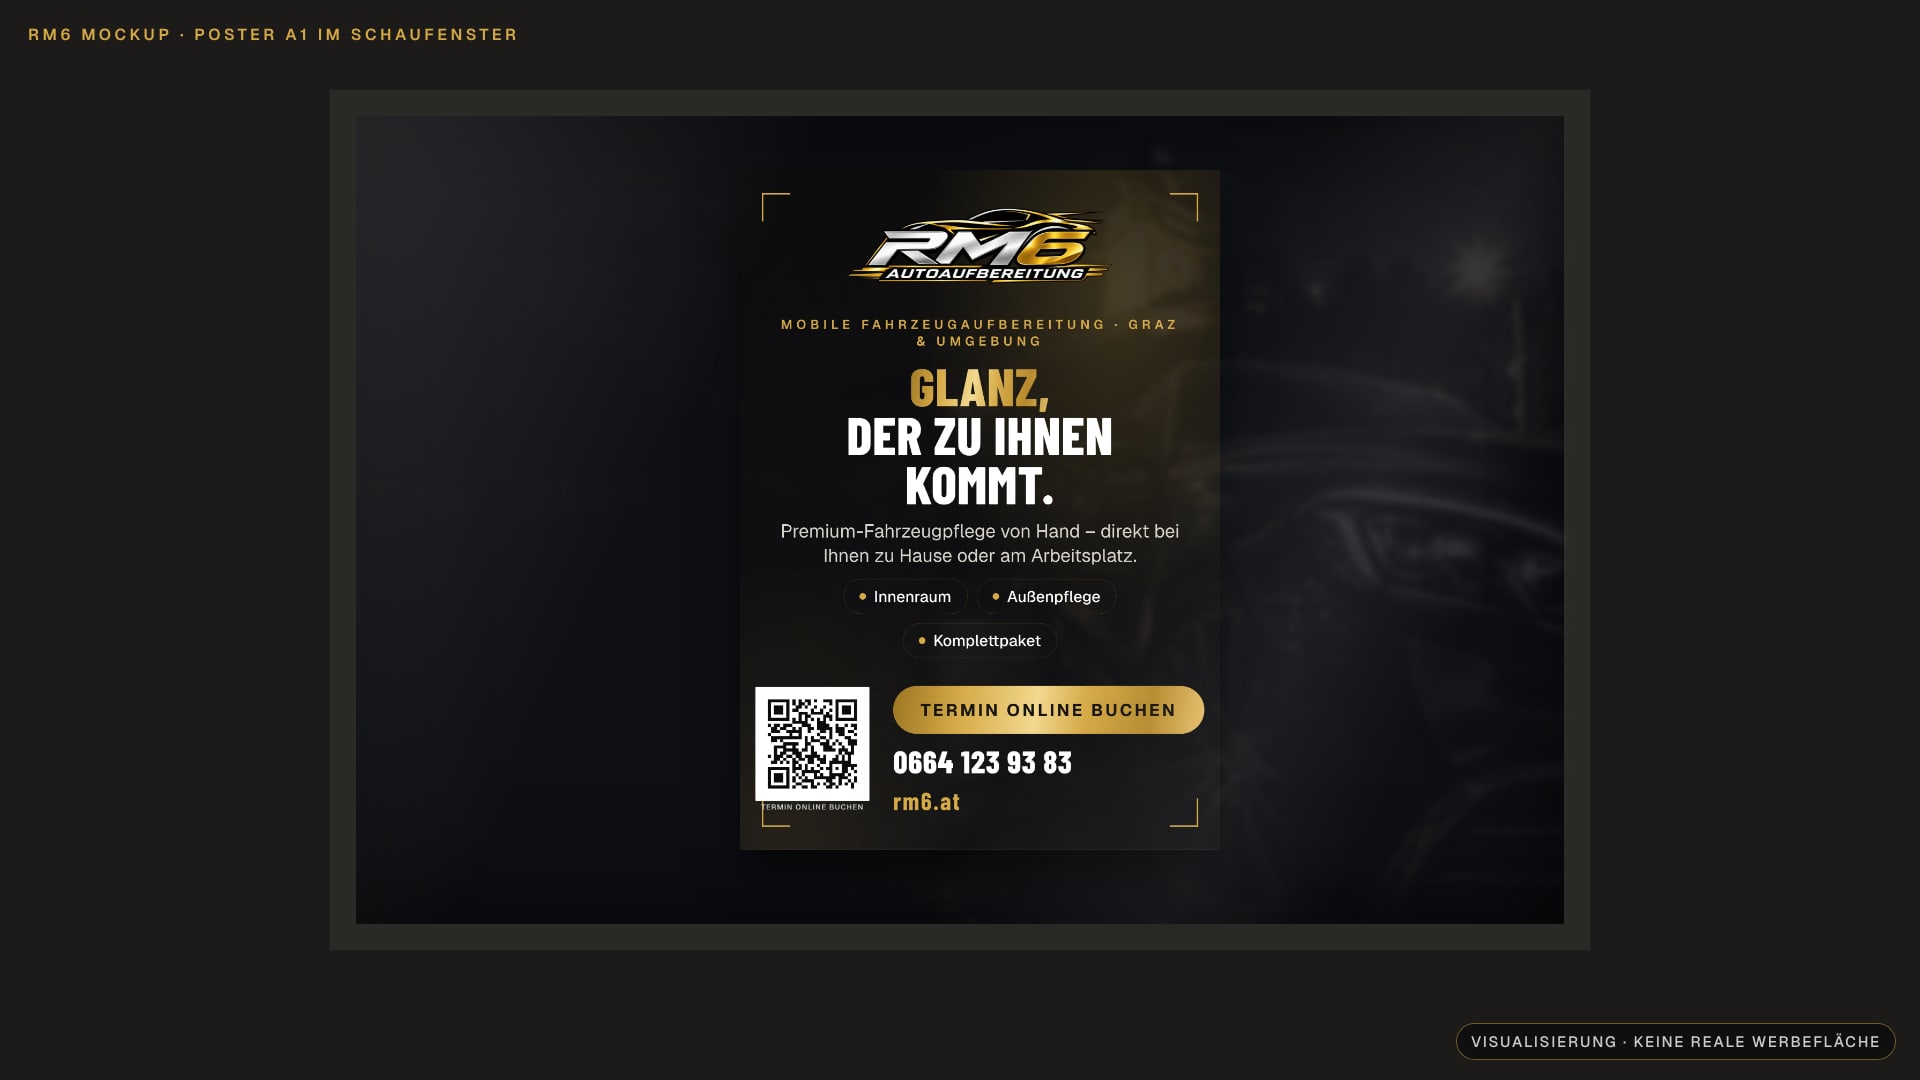 RM6 MOCKUP · POSTER A1 IM SCHAUFENSTER
RM6
AUTOAUFBEREITUNG
MOBILE FAHRZEUGAUFBEREITUNG · GRAZ
& UMGEBUNG
GLANZ,
DER ZU IHNEN
KOMMT.
Premium-Fahrzeugpflege von Hand – direkt bei
Ihnen zu Hause oder am Arbeitsplatz.
Innenraum
Außenpflege
Komplettpaket
TERMIN ONLINE BUCHEN
0664 123 93 83
rm6.at
TERMIN ONLINE BUCHEN
VISUALISIERUNG · KEINE REALE WERBEFLÄCHE